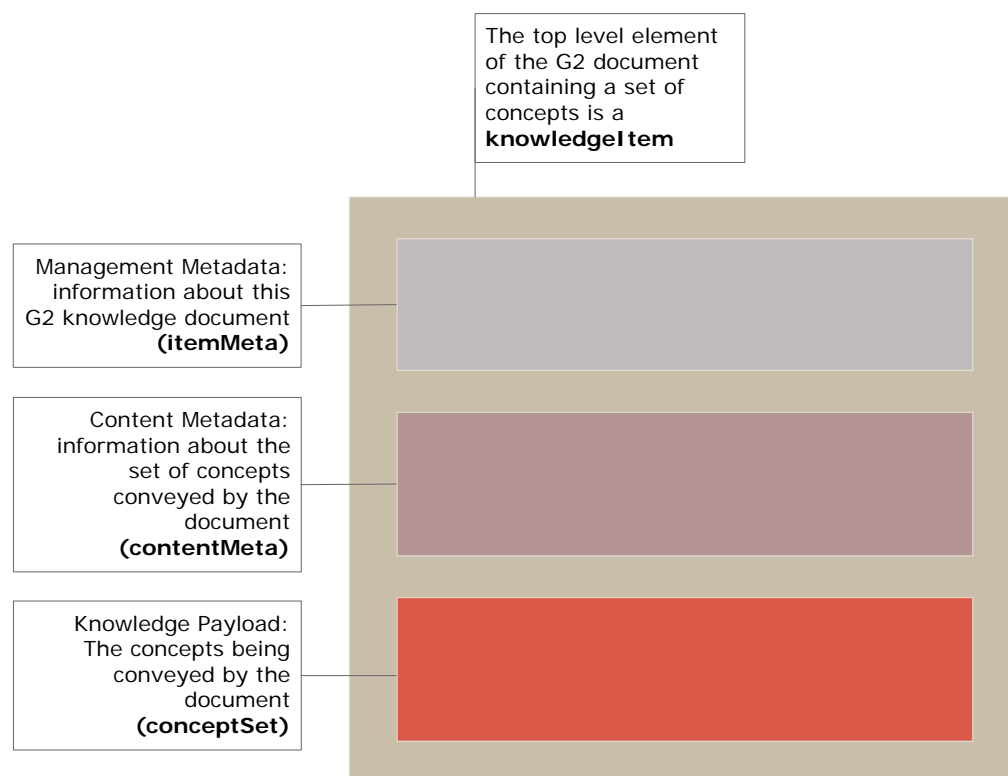 The top level element
of the G2 document
containing a set of
concepts is a
knowledgeItem
Management Metadata:
information about this
G2 knowledge document
(itemMeta)
Content Metadata:
information about the
set of concepts
conveyed by the
document
(contentMeta)
Knowledge Payload:
The concepts being
conveyed by the
document
(conceptSet)